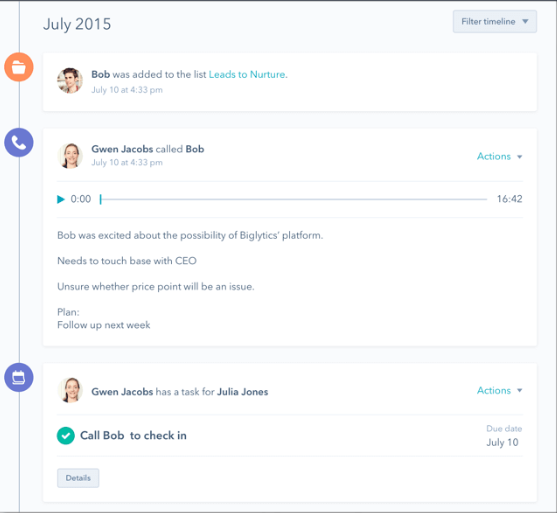 July 2015
Filter timeline
Bob was added to the list Leads to Nurture.
July 10 at 4:33 pm
Gwen Jacobs called Bob
July 10 at 4:33 pm
Actions
0:00
16:42
Bob was excited about the possibility of Biglytics' platform.
Needs to touch base with CEO
Unsure whether price point will be an issue.
Plan:
Follow up next week
Gwen Jacobs has a task for Julia Jones
Actions
Call Bob to check in
Due date
July 10
Details